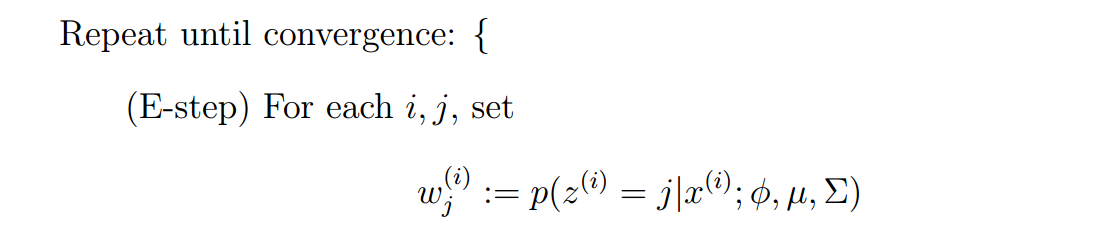 Repeat until convergence: {
(E-step) For each i, j, set
w_j^{(i)} := p(z^{(i)} = j|x^{(i)}; ϕ, μ, Σ)